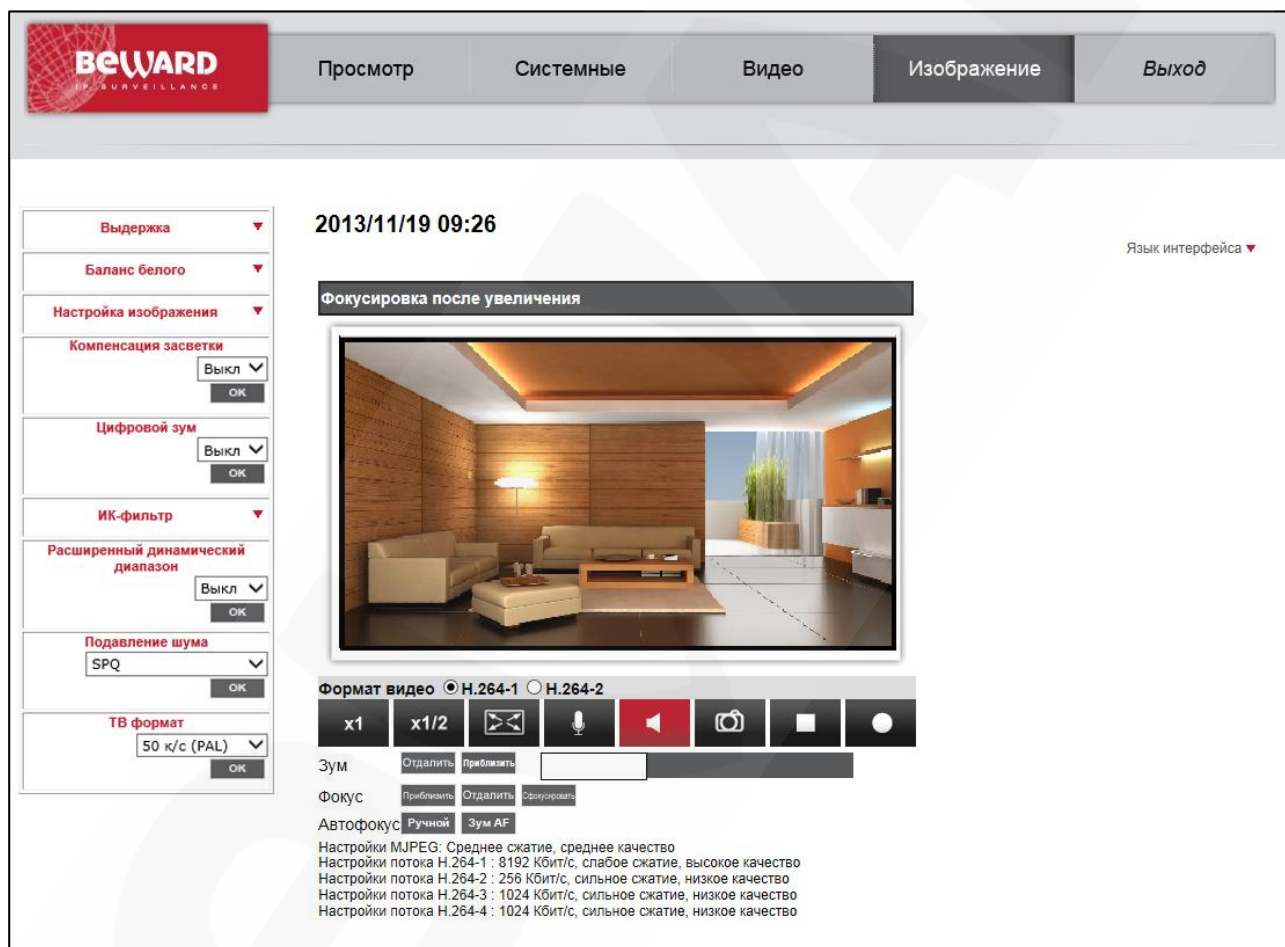 BEWARD
IP SURVEILLANCE
Просмотр
Системные
Видео
Изображение
Выход
2013/11/19 09:26
Язык интерфейса
Выдержка
Баланс белого
Настройка изображения
Компенсация засветки
Выкл
ОК
Цифровой зум
Выкл
ОК
ИК-фильтр
Расширенный динамический
диапазон
Выкл
ОК
Подавление шума
SPQ
ОК
ТВ формат
50 к/с (PAL)
ОК
Фокусировка после увеличения
Формат видео H.264-1 H.264-2
x1 x1/2
Зум Отдалить Приблизить
Фокус Приблизить Отдалить Сфокусировать
Автофокус Ручной Зум AF
Настройки MJPEG: Среднее сжатие, среднее качество
Настройки потока H.264-1 : 8192 Кбит/с, слабое сжатие, высокое качество
Настройки потока H.264-2 : 256 Кбит/с, сильное сжатие, низкое качество
Настройки потока H.264-3 : 1024 Кбит/с, сильное сжатие, низкое качество
Настройки потока H.264-4 : 1024 Кбит/с, сильное сжатие, низкое качество